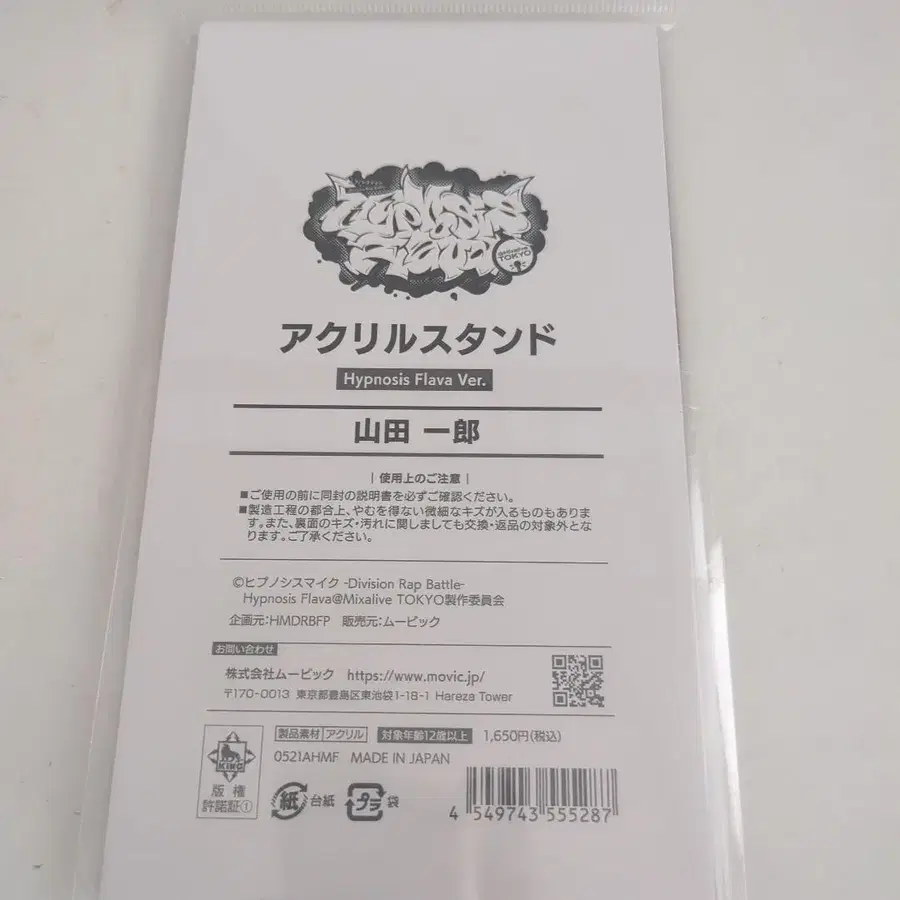 Hypnosis
Flava
@Mixalive
TOKYO
アクリルスタンド
Hypnosis Flava Ver.
山田 一郎
| 使用上のご注意 |
■ご使用の前に同封の説明書を必ずご確認ください。
■製造工程の都合上、やむを得ない微細なキズが入るものもありま
す。また、裏面のキズ・汚れに関しましても交換・返品の対象外とな
ります。ご了承ください。
©ヒプノシスマイク -Division Rap Battle-
Hypnosis Flava@Mixalive TOKYO製作委員会
企画元:HMDRBFP 販売元:ムービック
お問い合わせ
株式会社ムービック https://www.movic.jp/
〒170-0013 東京都豊島区東池袋1-18-1 Hareza Tower
KING
版権
許諾証①
製品素材 アクリル 対象年齢12歳以上 1,650円(税込)
0521AHMF MADE IN JAPAN
紙 台紙 プラ 袋
4 549743 555287